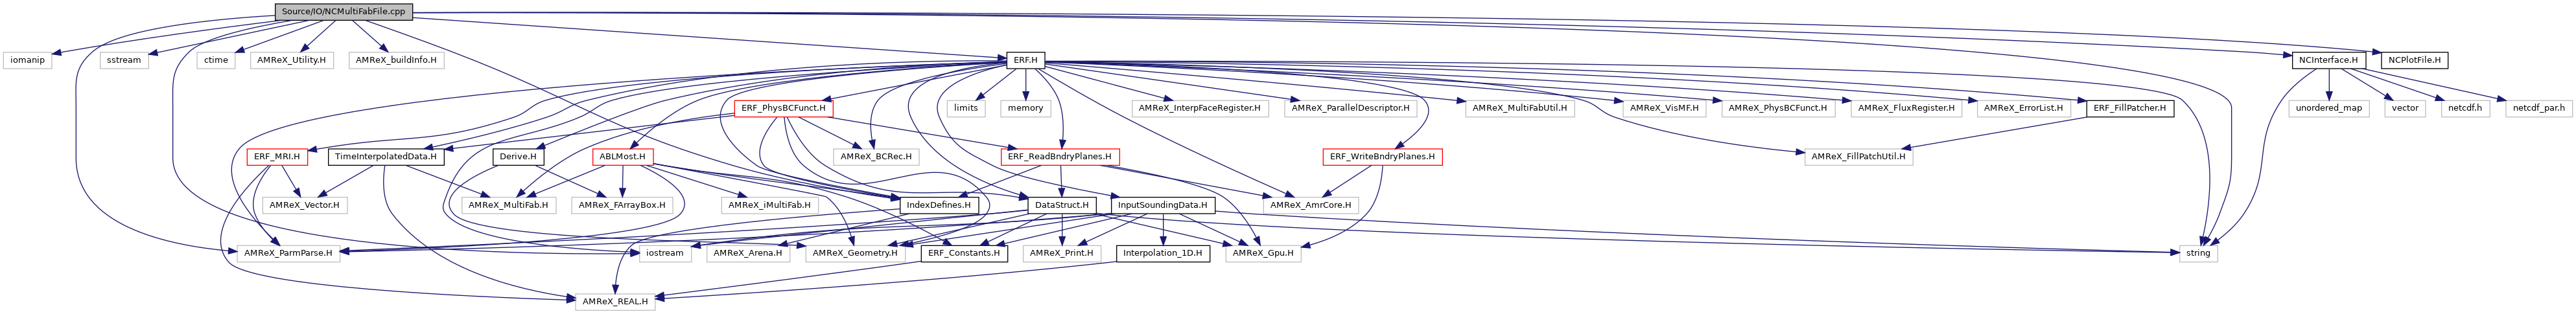 Source/IO/NCMultiFabFile.cpp
iomanip
sstream
ctime
AMReX_Utility.H
AMReX_buildInfo.H
ERF.H
NCInterface.H
NCPlotFile.H
ERF_PhysBCFunct.H
limits
memory
AMReX_InterpFaceRegister.H
AMReX_ParallelDescriptor.H
AMReX_MultiFabUtil.H
AMReX_VisMF.H
AMReX_PhysBCFunct.H
AMReX_FluxRegister.H
AMReX_ErrorList.H
ERF_FillPatcher.H
unordered_map
vector
netcdf.h
netcdf_par.h
ERF_MRI.H
TimeInterpolatedData.H
Derive.H
ABLMost.H
AMReX_BCRec.H
ERF_ReadBndryPlanes.H
ERF_WriteBndryPlanes.H
AMReX_FillPatchUtil.H
AMReX_Vector.H
AMReX_MultiFab.H
AMReX_FArrayBox.H
AMReX_iMultiFab.H
IndexDefines.H
DataStruct.H
InputSoundingData.H
AMReX_AmrCore.H
AMReX_ParmParse.H
iostream
AMReX_Arena.H
AMReX_Geometry.H
ERF_Constants.H
AMReX_Print.H
Interpolation_1D.H
AMReX_Gpu.H
string
AMReX_REAL.H